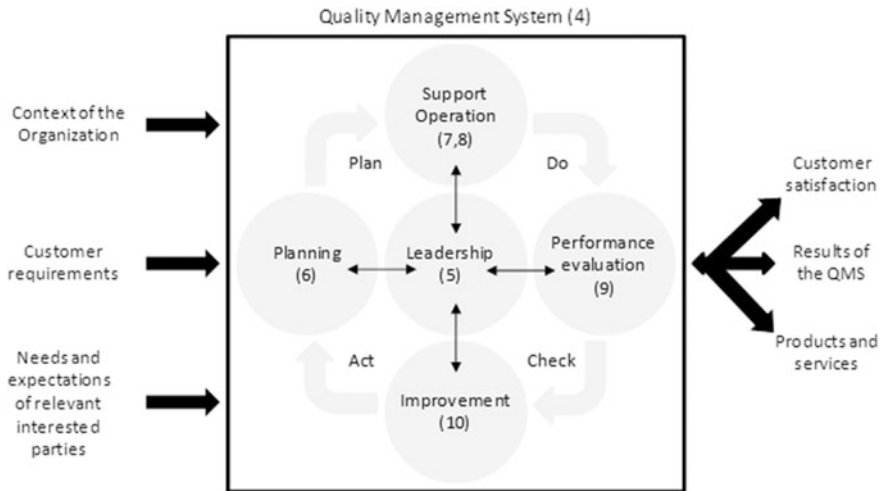 Quality Management System (4)
Context of the
Organization
Customer
requirements
Needs and
expectations
of relevant
interested
parties
Support
Operation
(7,8)
Plan
Do
Planning
(6)
Leadership
(5)
Performance
evaluation
(9)
Act
Check
Improvement
(10)
Customer
satisfaction
Results of
the QMS
Products and
services